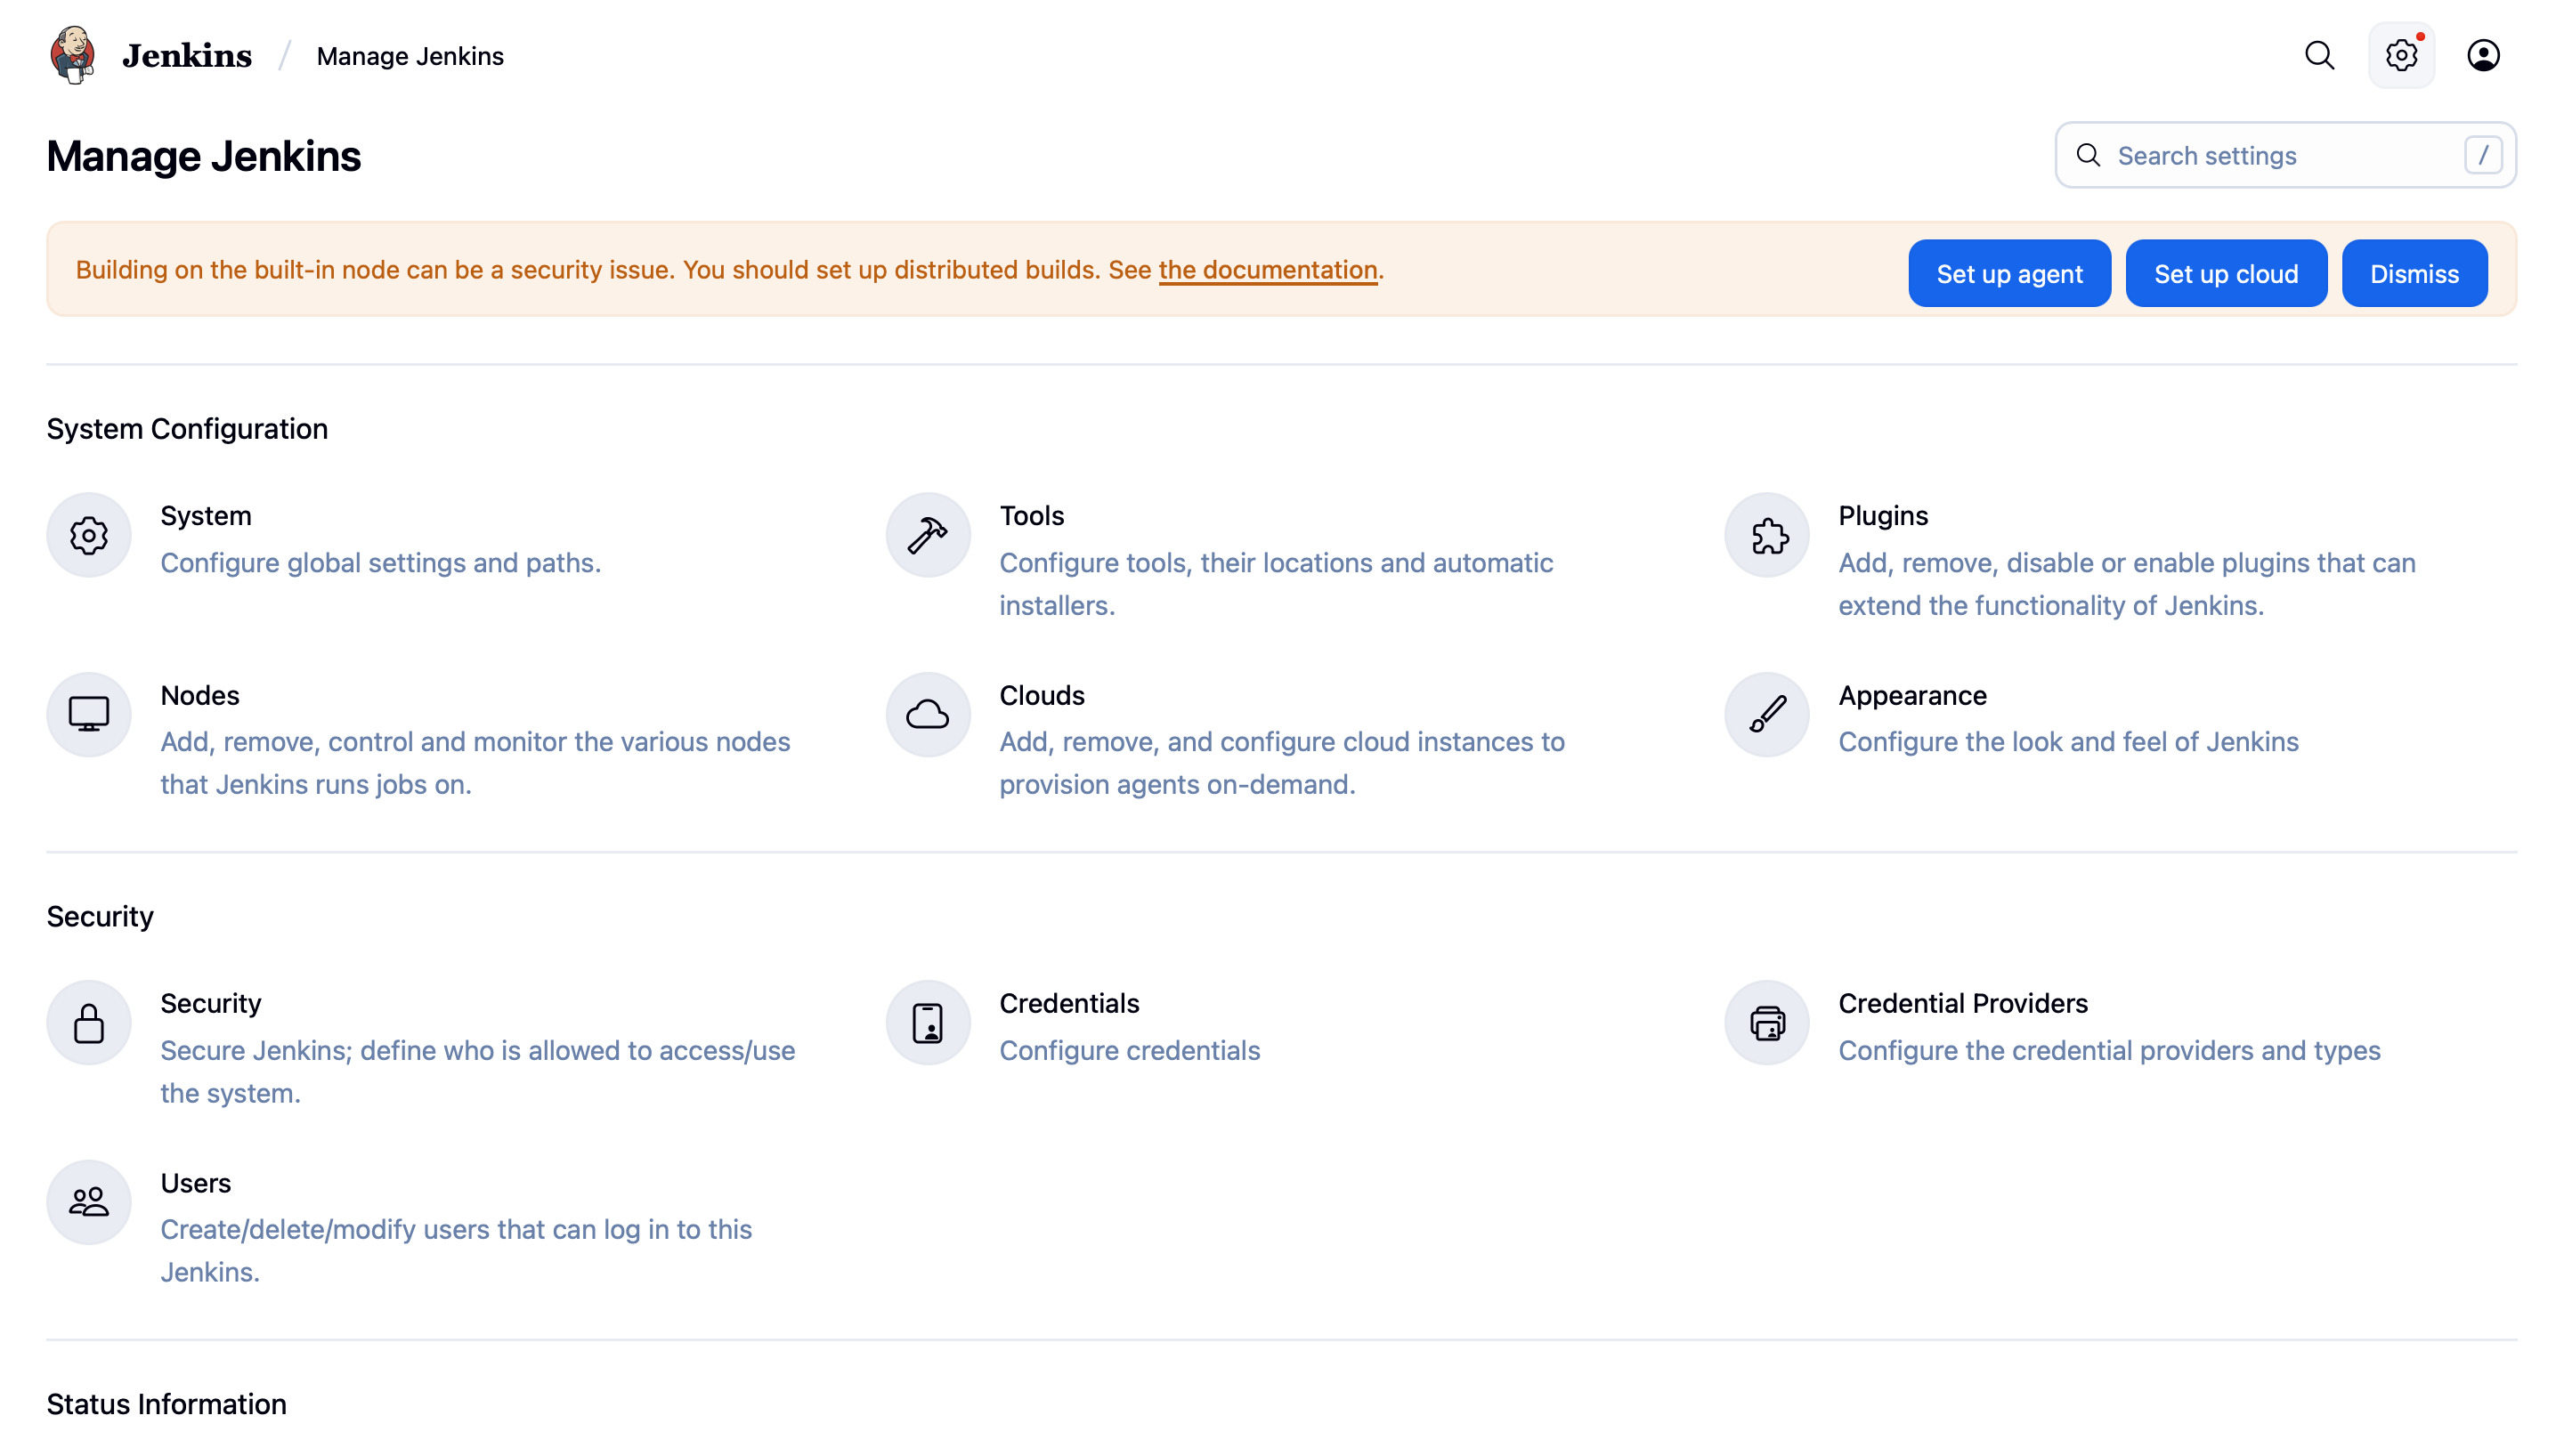 Jenkins / Manage Jenkins
Manage Jenkins
Search settings /
Building on the built-in node can be a security issue. You should set up distributed builds. See the documentation.
Set up agent
Set up cloud
Dismiss
System Configuration
System
Configure global settings and paths.
Tools
Configure tools, their locations and automatic
installers.
Plugins
Add, remove, disable or enable plugins that can
extend the functionality of Jenkins.
Nodes
Add, remove, control and monitor the various nodes
that Jenkins runs jobs on.
Clouds
Add, remove, and configure cloud instances to
provision agents on-demand.
Appearance
Configure the look and feel of Jenkins
Security
Security
Secure Jenkins; define who is allowed to access/use
the system.
Credentials
Configure credentials
Credential Providers
Configure the credential providers and types
Users
Create/delete/modify users that can log in to this
Jenkins.
Status Information